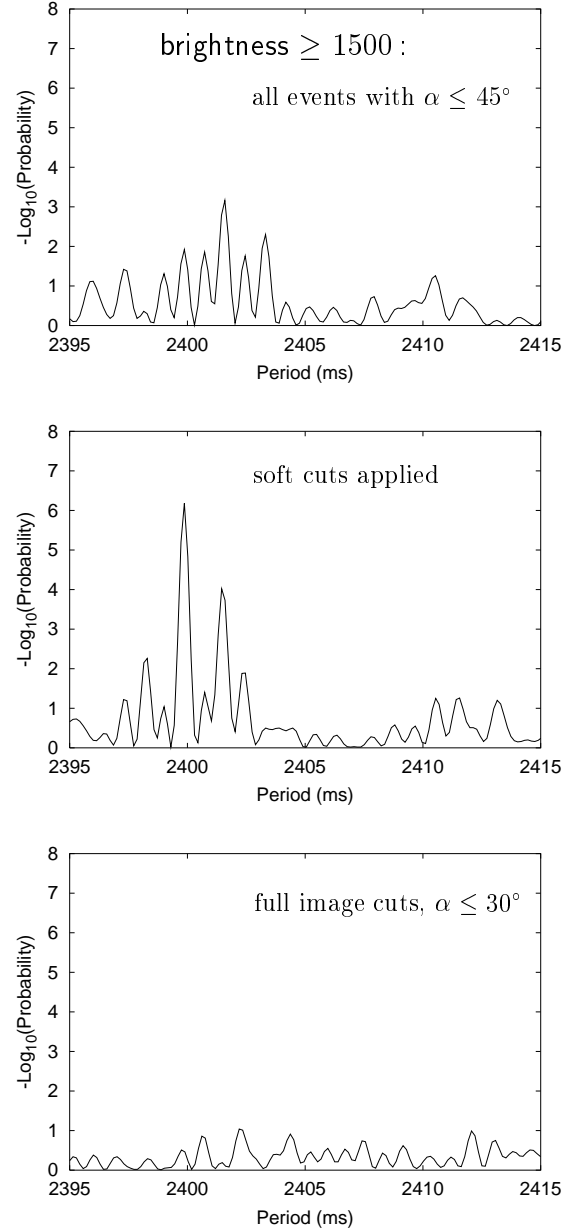 8
7
6
5
4
3
2
1
0
-Log10(Probability)
brightness ≥ 1500 :
all events with α ≤ 45°
2395 2400 2405 2410 2415
Period (ms)
8
7
6
5
4
3
2
1
0
-Log10(Probability)
soft cuts applied
2395 2400 2405 2410 2415
Period (ms)
8
7
6
5
4
3
2
1
0
-Log10(Probability)
full image cuts, α ≤ 30°
2395 2400 2405 2410 2415
Period (ms)